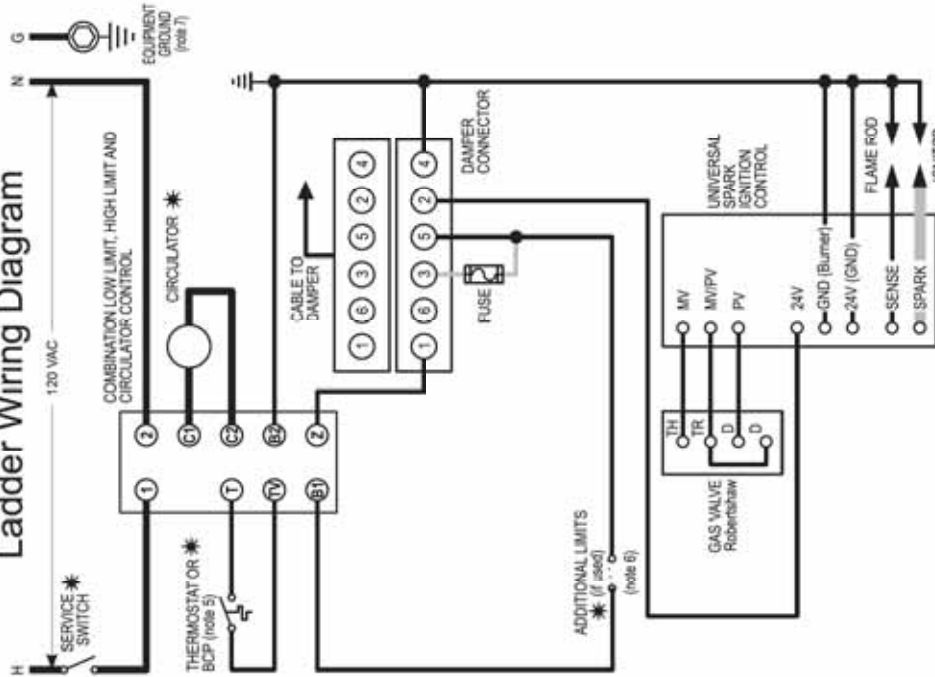 Ladder Wiring Diagram
H
N
G
120 VAC
EQUIPMENT
GROUND
(note 7)
SERVICE ✷
SWITCH
COMBINATION LOW LIMIT, HIGH LIMIT AND
CIRCULATOR CONTROL
1
2
C1
T
C2
TV
B2
B1
Z
CIRCULATOR ✷
THERMOSTAT OR ✷
BCP (note 5)
CABLE TO
DAMPER
1
6
3
5
2
4
1
6
3
5
2
4
DAMPER
CONNECTOR
FUSE
ADDITIONAL LIMITS
✷ (if used)
(note 6)
GAS VALVE
Robertshaw
TH
TR
D
D
UNIVERSAL
SPARK
IGNITION
CONTROL
MV
MV/PV
PV
24V
GND (Burner)
24V (GND)
SENSE
SPARK
FLAME ROD